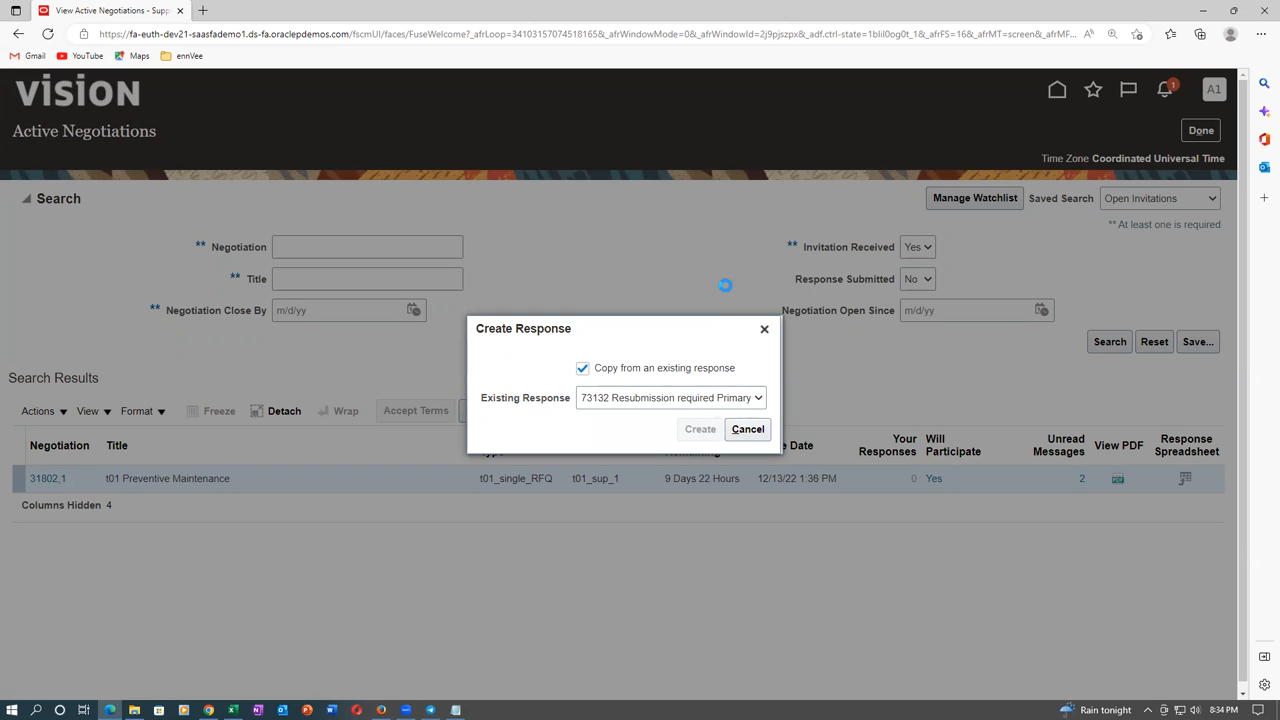 View Active Negotiations - Supp
https://fa-euth-dev21-saasfademo1.ds-fa.oraclepdemos.com/fscmUI/faces/FuseWelcome?_afrLoop=34103157074518165&_afrWindowMode=0&_afrWindowId=2j9pjszpx&_adf.ctrl-state=1blil0og0t_1&_afrFS=16&_afrMT=screen&_afrMF...
Gmail YouTube Maps ennVee
vision
1
A1
Active Negotiations
Done
Time Zone Coordinated Universal Time
Search
Manage Watchlist Saved Search Open Invitations
** At least one is required
** Negotiation
** Invitation Received Yes
** Title
Response Submitted No
** Negotiation Close By m/d/yy
Negotiation Open Since m/d/yy
Search Reset Save...
Create Response
Copy from an existing response
Existing Response 73132 Resubmission required Primary
Create Cancel
Search Results
Actions View Format Freeze Detach Wrap Accept Terms
Negotiation Title Date Your Responses Will Participate Unread Messages View PDF Response Spreadsheet
31802_1 t01 Preventive Maintenance t01_single_RFQ t01_sup_1 9 Days 22 Hours 12/13/22 1:36 PM 0 Yes 2
Columns Hidden 4
Rain tonight 8:34 PM